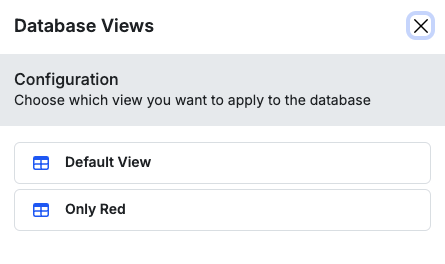 Database Views
Configuration
Choose which view you want to apply to the database
Default View
Only Red